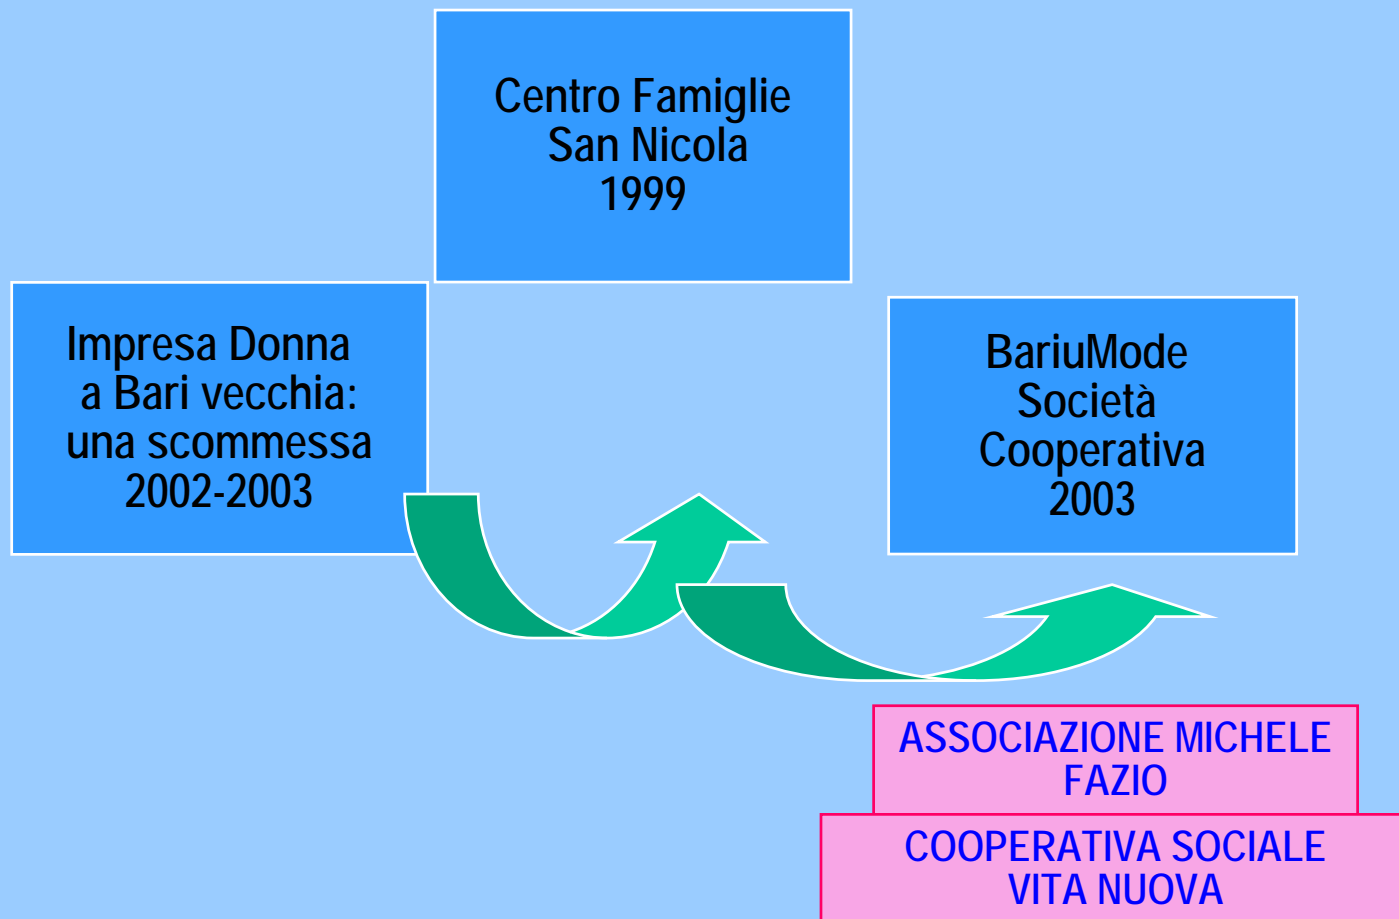 Centro Famiglie
San Nicola
1999
Impresa Donna
a Bari vecchia:
una scommessa
2002-2003
BariuMode
Società
Cooperativa
2003
ASSOCIAZIONE MICHELE
FAZIO
COOPERATIVA SOCIALE
VITA NUOVA